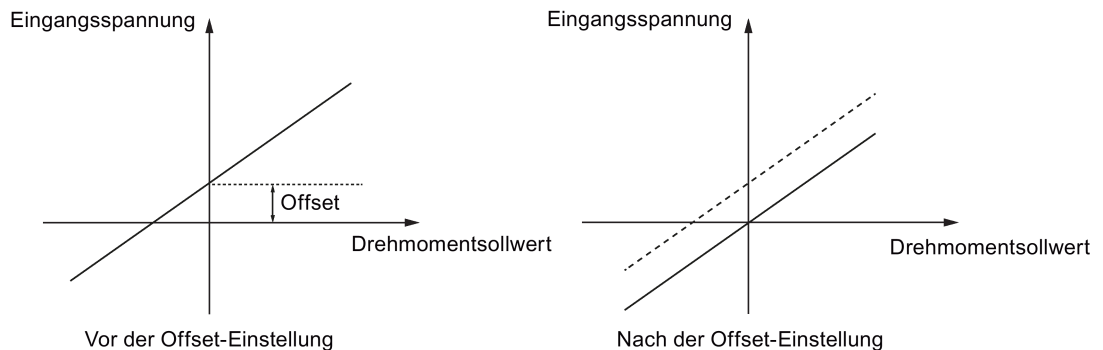 Eingangsspannung
Offset
Drehmomentsollwert
Vor der Offset-Einstellung
Eingangsspannung
Drehmomentsollwert
Nach der Offset-Einstellung